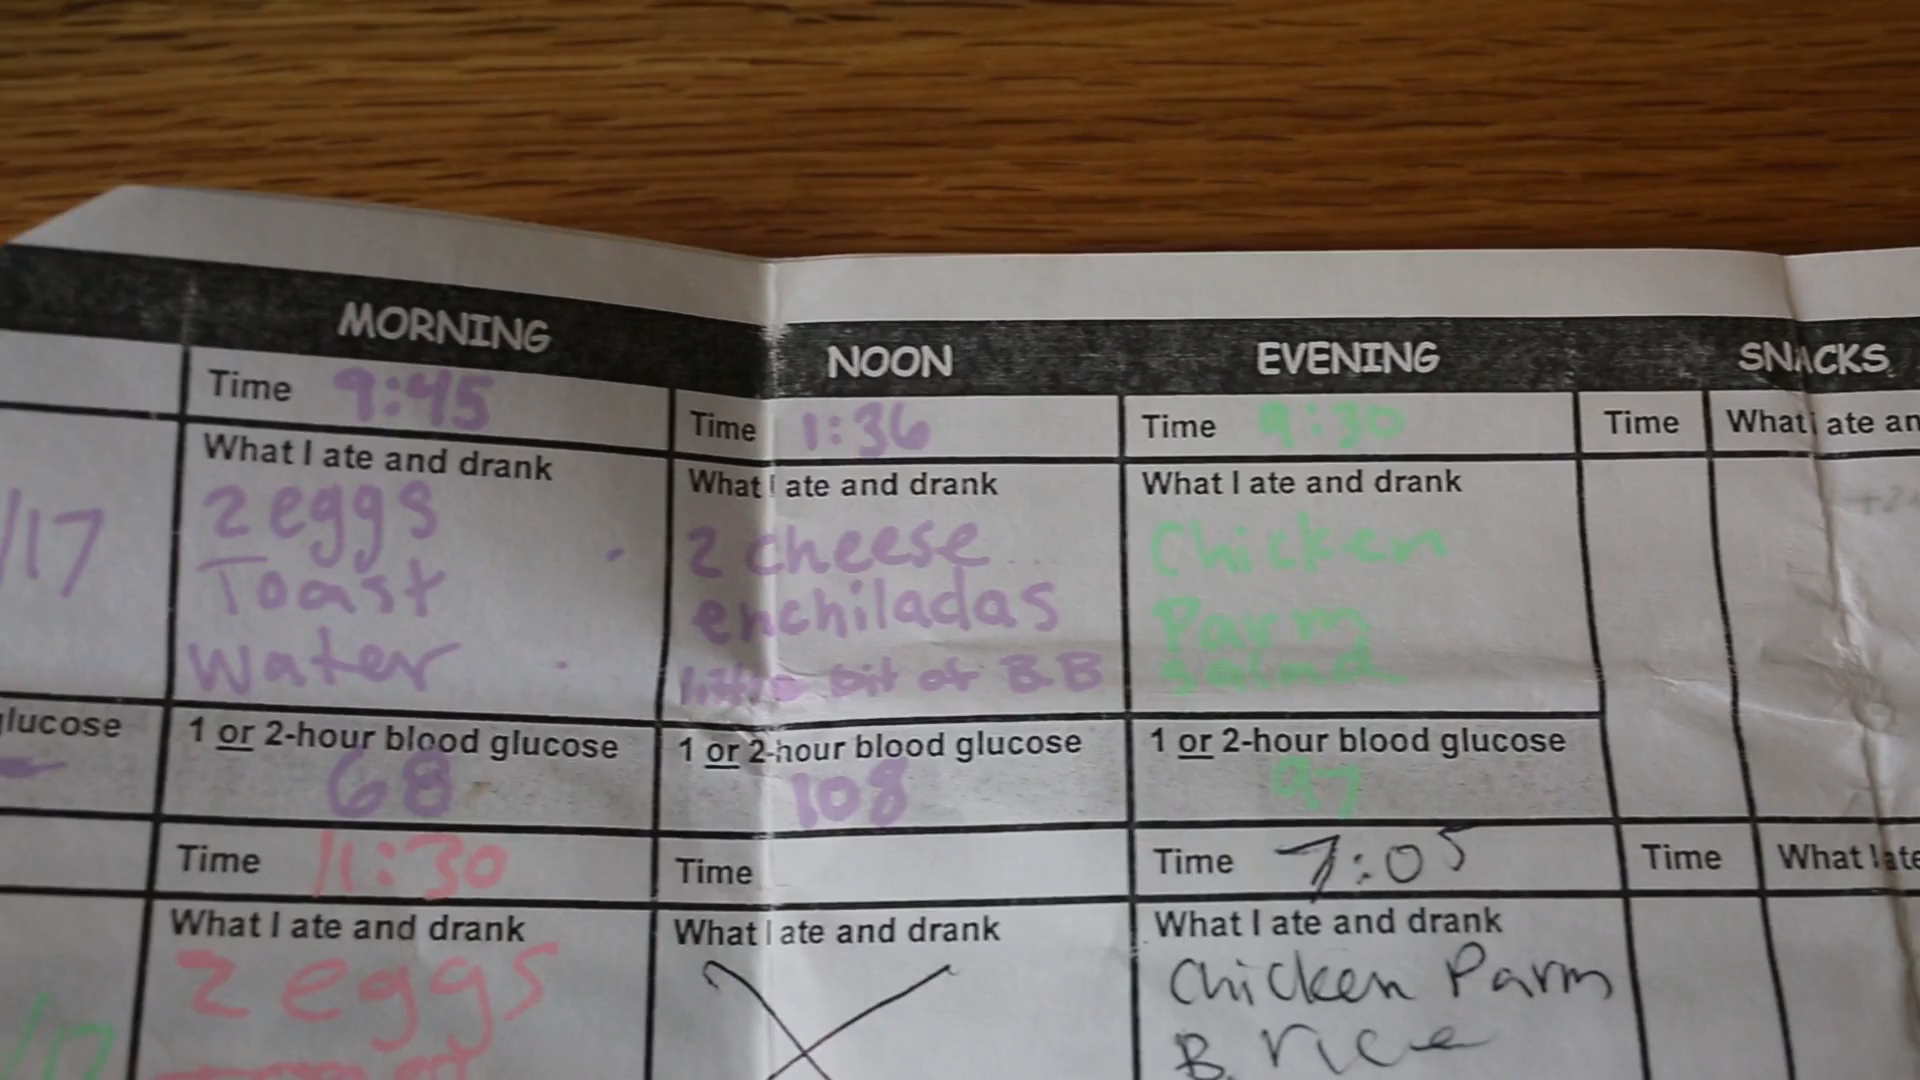 MORNING NOON EVENING SNACKS
Time 9:45 Time 1:36 Time 9:30 Time What I ate an
What I ate and drank What I ate and drank What I ate and drank
/17
2 eggs
Toast
Water
2 cheese
enchiladas
little bit of B.B
Chicken
Parm
salad
glucose 1 or 2-hour blood glucose 1 or 2-hour blood glucose 1 or 2-hour blood glucose
68 108 97
Time 11:30 Time Time 7:05 Time What I ate
What I ate and drank What I ate and drank What I ate and drank
/17
2 eggs
Chicken Parm
B. rice